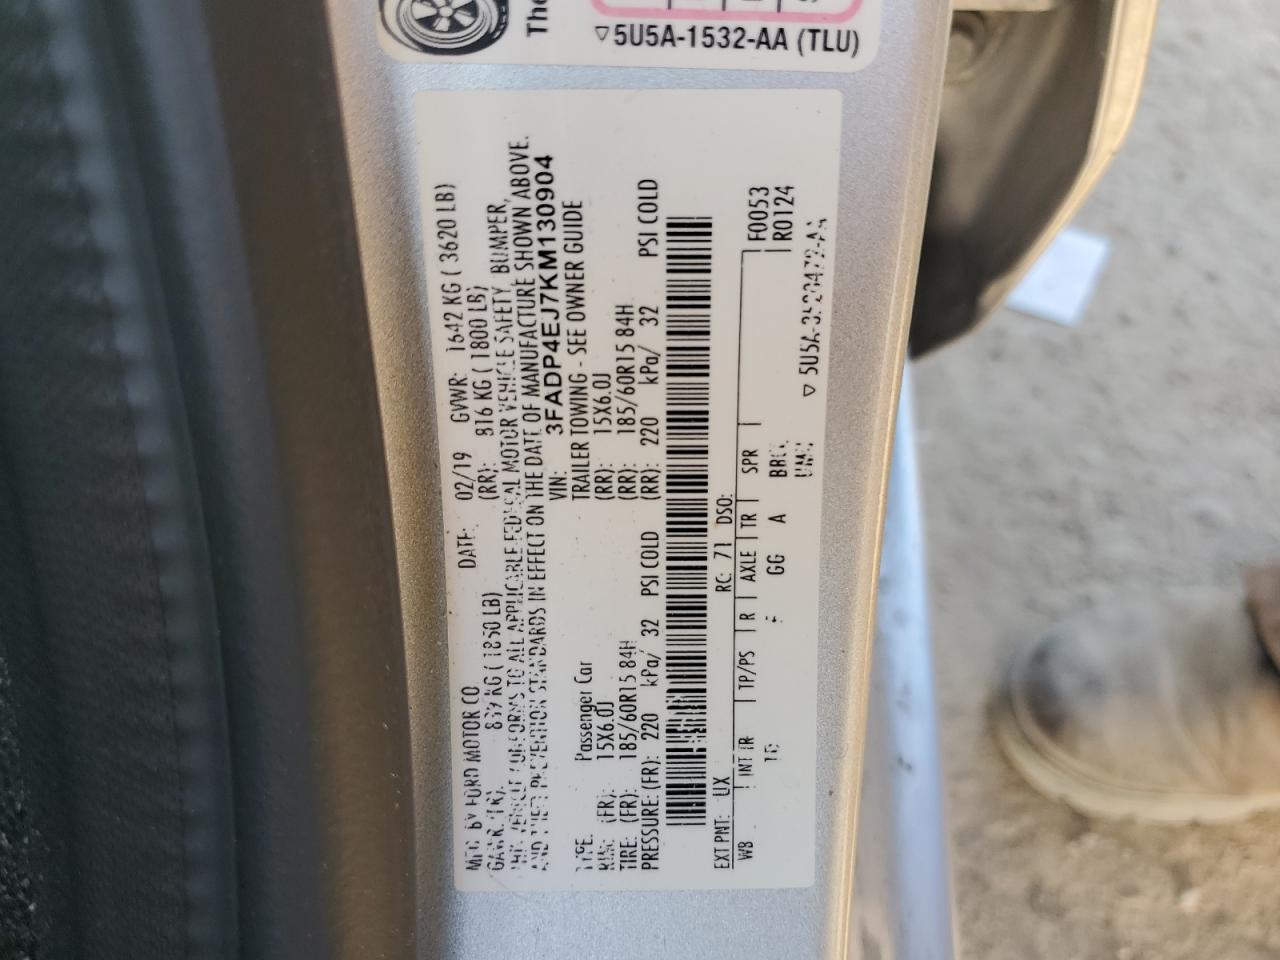 The
5U5A-1532-AA (TLU)
MFG. BY FORD MOTOR CO
DATE: 02/19 GVWR: 1642 KG ( 3620 LB)
KG ( 1850 LB) (RR): 816 KG ( 1800 LB)
THIS VEHICLE CONFORMS TO ALL APPLICABLE FEDERAL MOTOR VEHICLE SAFETY, BUMPER,
AND THEFT PREVENTION STANDARDS IN EFFECT ON THE DATE OF MANUFACTURE SHOWN ABOVE.
VIN: 3FADP4EJ7KM130904
TYPE: Passenger Car TRAILER TOWING - SEE OWNER GUIDE
RIM: (FR): 15X6.0J (RR): 15X6.0J
TIRE: (FR): 185/60R15 84H (RR): 185/60R15 84H
PRESSURE: (FR): 220 kPa/ 32 PSI COLD (RR): 220 kPa/ 32 PSI COLD
EXT PNT: UX RC: 71 DSO: F0053
WB INT TR TP/PS R AXLE TR SPR R0124
GG A
5U5A-